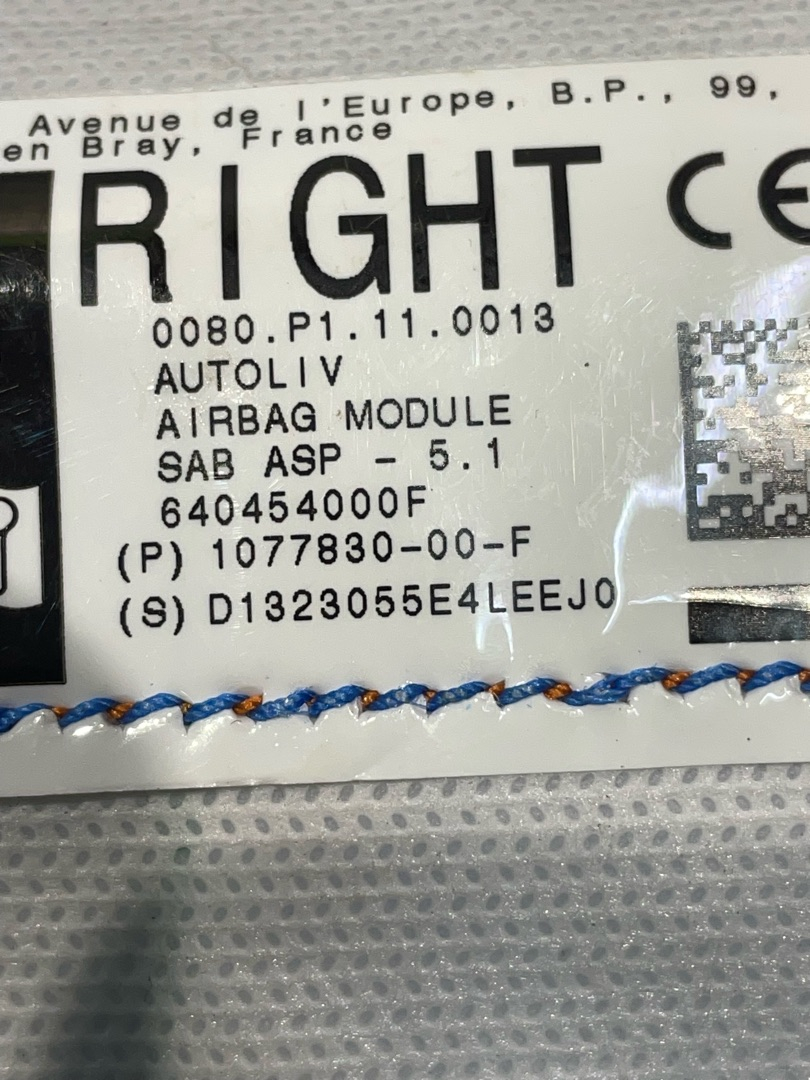 Avenue de l'Europe, B.P., 99,
en Bray, France
RIGHT CE
0080.P1.11.0013
AUTOLIV
AIRBAG MODULE
SAB ASP - 5.1
640454000F
(P) 1077830-00-F
(S) D1323055E4LEEJ0